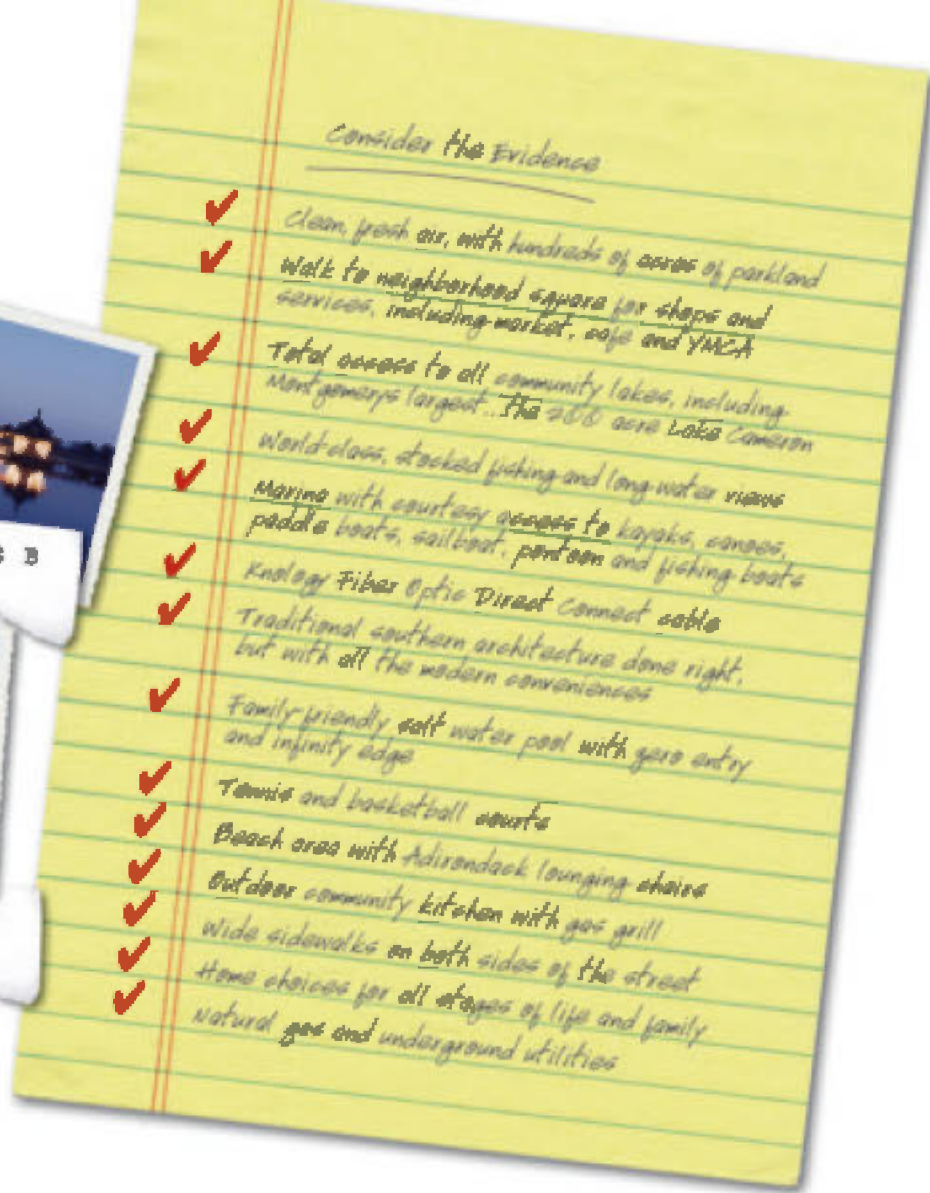 Consider the Evidence
Clean, fresh air, with hundreds of acres of parkland
Walk to neighborhood square for shops and
services, including market, cafe and YMCA
Total access to all community lakes, including
Montgomerys largest... The 200 acre Lake Cameron
World-class, stocked fishing and long-water views
Marina with courtesy access to kayaks, canoes,
paddle boats, sailboat, pontoon and fishing boats
Knology Fiber Optic Direct Connect cable
Traditional southern architecture done right,
but with all the modern conveniences
Family-friendly salt water pool with zero entry
and infinity edge
Tennis and basketball courts
Beach area with Adirondack lounging chairs
Outdoor community kitchen with gas grill
Wide sidewalks on both sides of the street
Home choices for all stages of life and family
Natural gas and underground utilities
B